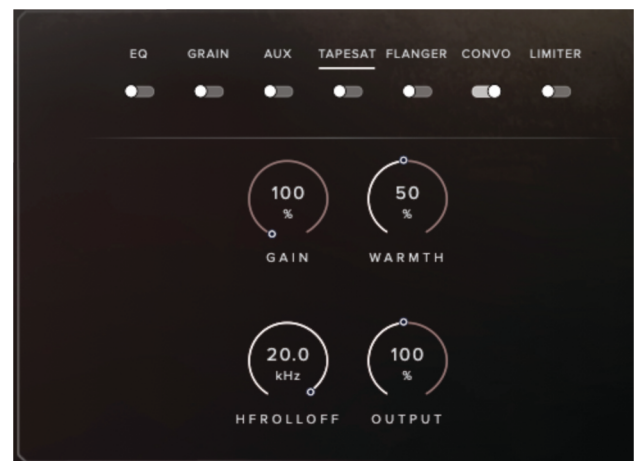 EQ GRAIN AUX TAPESAT FLANGER CONVO LIMITER
100 50
% %
GAIN WARMTH
20.0 100
kHz %
HFROLLOFF OUTPUT